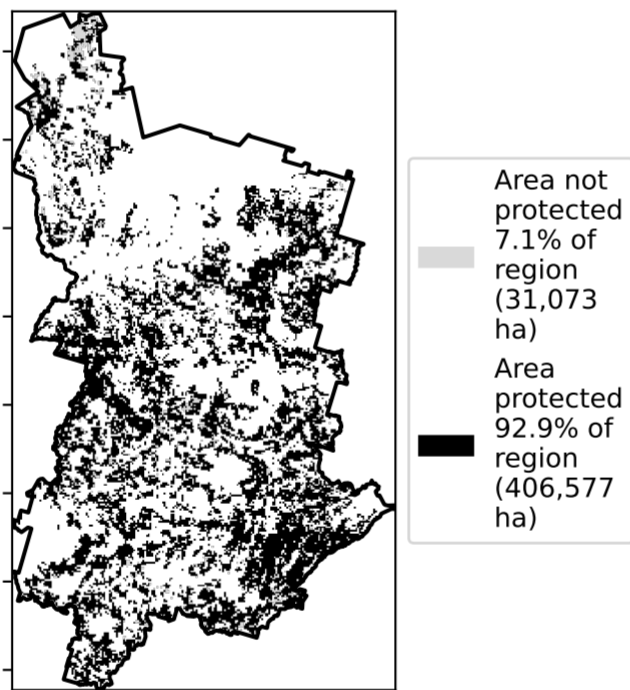 Area not
protected
7.1% of
region
(31,073
ha)
Area
protected
92.9% of
region
(406,577
ha)